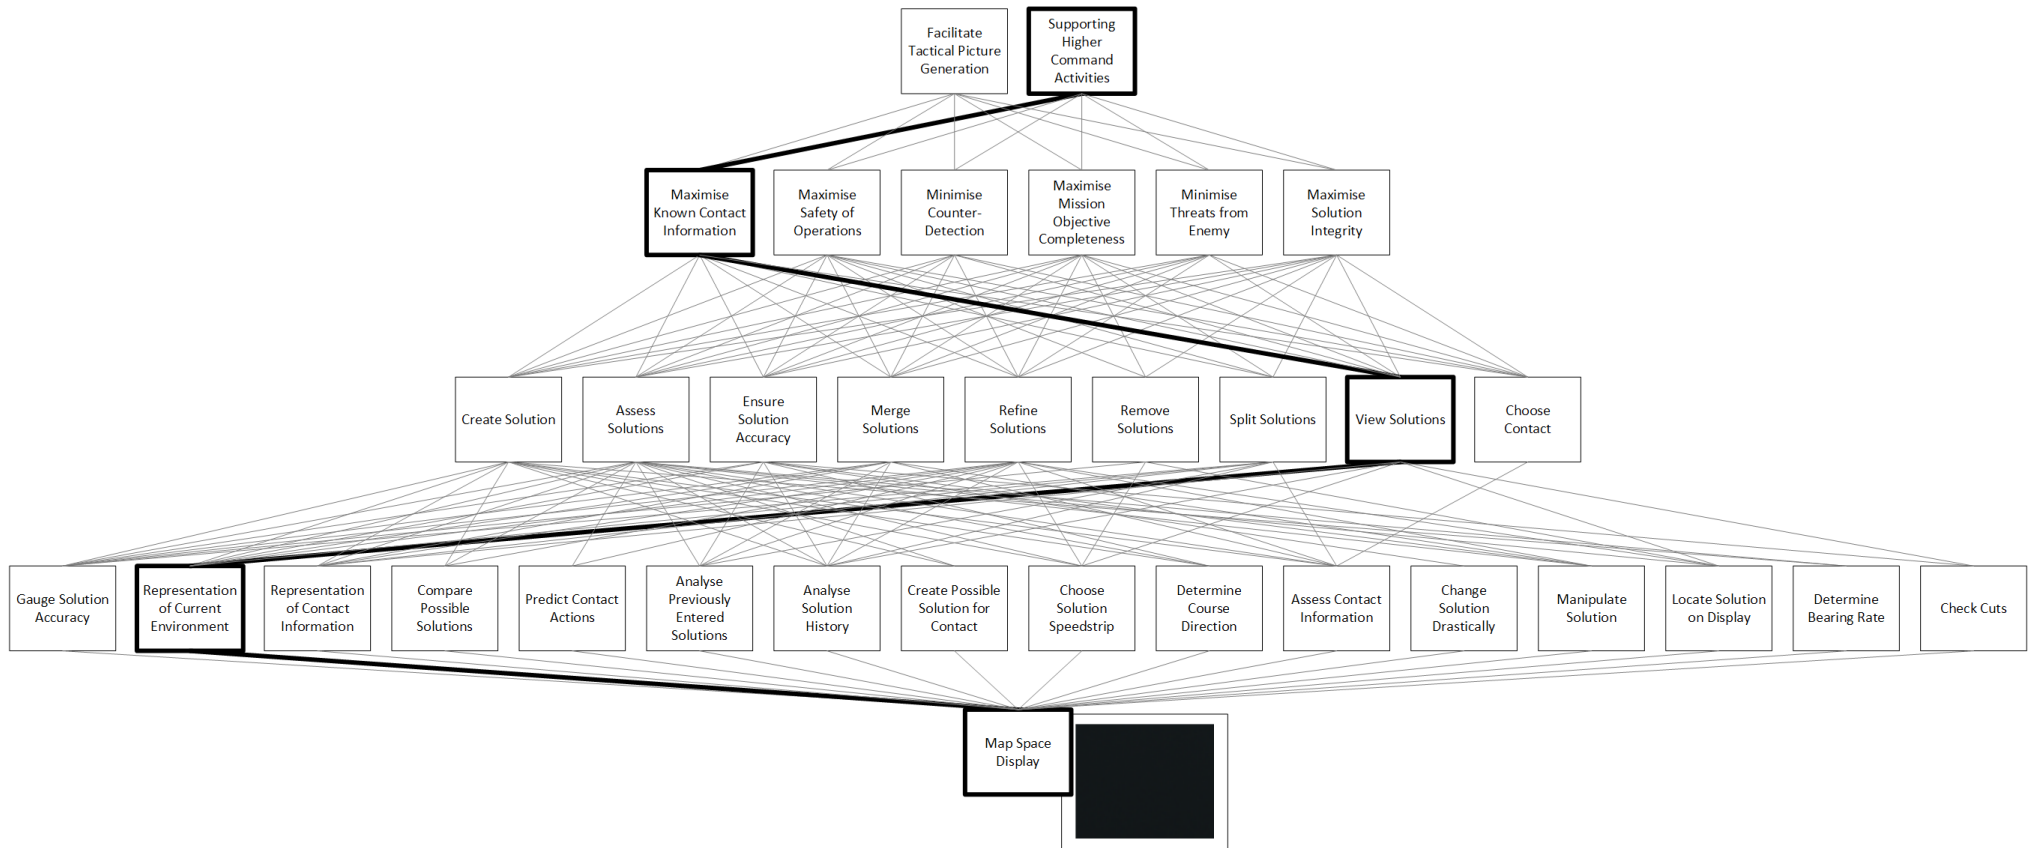 Facilitate
Tactical Picture
Generation
Supporting
Higher
Command
Activities
Maximise
Known Contact
Information
Maximise
Safety of
Operations
Minimise
Counter-
Detection
Maximise
Mission
Objective
Completeness
Minimise
Threats from
Enemy
Maximise
Solution
Integrity
Create Solution
Assess
Solutions
Ensure
Solution
Accuracy
Merge
Solutions
Refine
Solutions
Remove
Solutions
Split Solutions
View Solutions
Choose
Contact
Gauge Solution
Accuracy
Representation
of Current
Environment
Representation
of Contact
Information
Compare
Possible
Solutions
Predict Contact
Actions
Analyse
Previously
Entered
Solutions
Analyse
Solution
History
Create Possible
Solution for
Contact
Choose
Solution
Speedstrip
Determine
Course
Direction
Assess Contact
Information
Change
Solution
Drastically
Manipulate
Solution
Locate Solution
on Display
Determine
Bearing Rate
Check Cuts
Map Space
Display